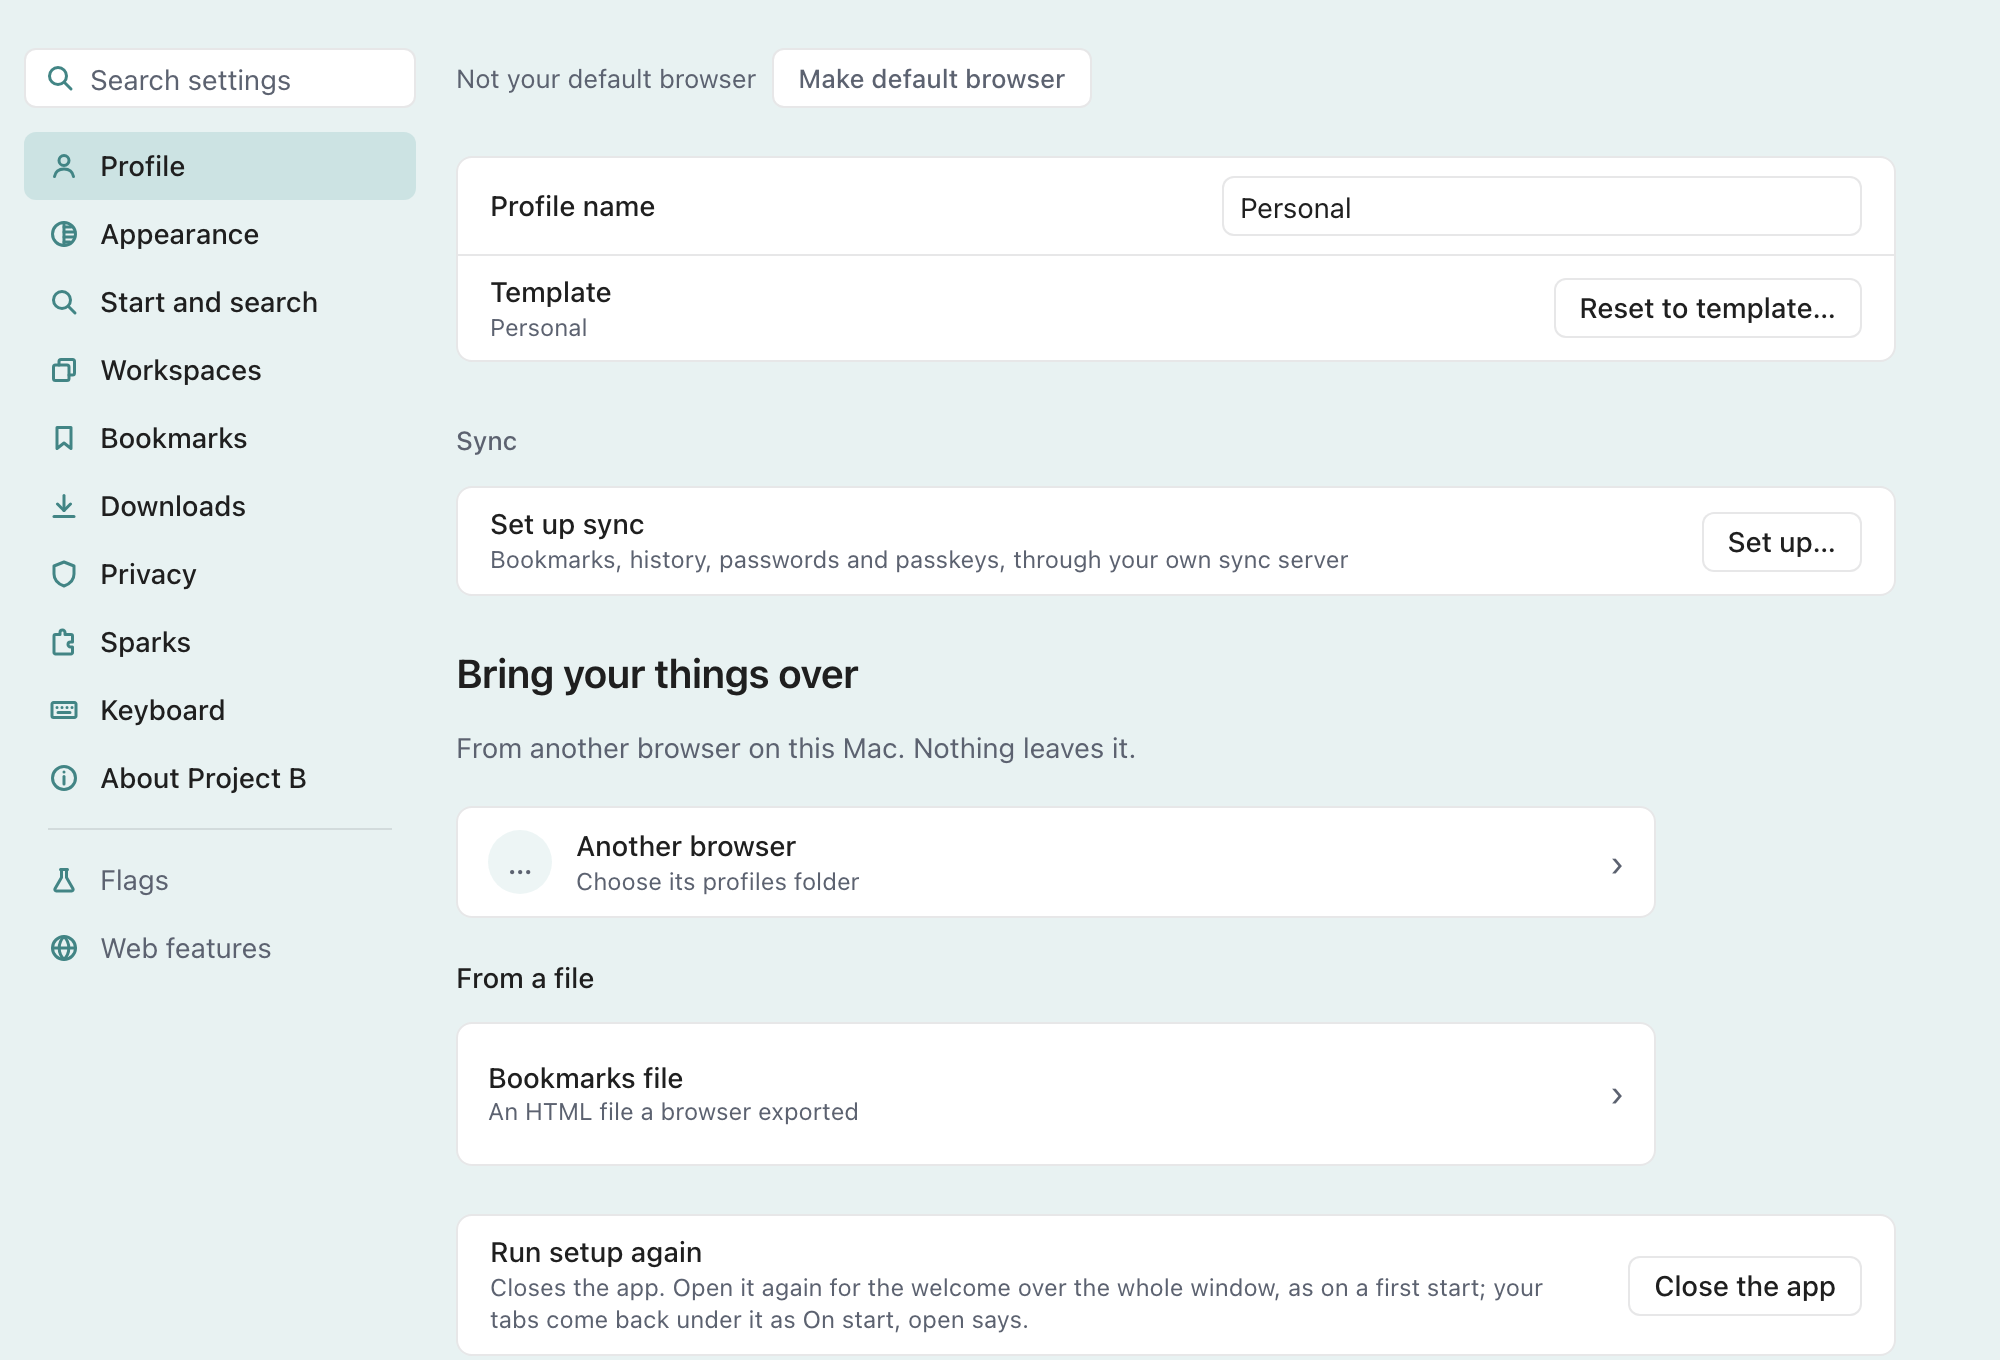 Search settings
Profile
Appearance
Start and search
Workspaces
Bookmarks
Downloads
Privacy
Sparks
Keyboard
About Project B
Flags
Web features
Not your default browser
Make default browser
Profile name
Personal
Template
Personal
Reset to template...
Sync
Set up sync
Bookmarks, history, passwords and passkeys, through your own sync server
Set up...
Bring your things over
From another browser on this Mac. Nothing leaves it.
...
Another browser
Choose its profiles folder
From a file
Bookmarks file
An HTML file a browser exported
Run setup again
Closes the app. Open it again for the welcome over the whole window, as on a first start; your
tabs come back under it as On start, open says.
Close the app